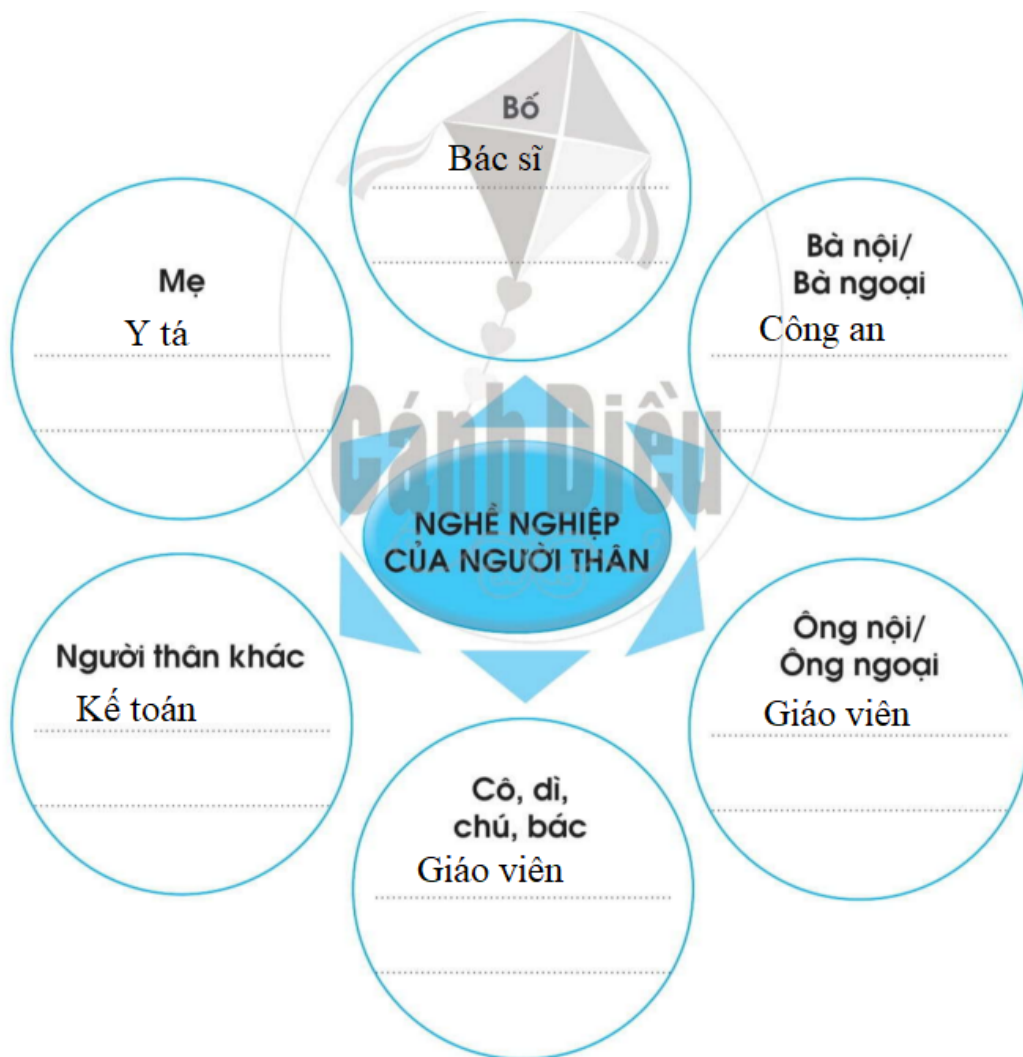 Bố
Bác sĩ
Mẹ
Y tá
Bà nội/
Bà ngoại
Công an
Cánh Diều
NGHỀ NGHIỆP
CỦA NGƯỜI THÂN
Người thân khác
Kế toán
Ông nội/
Ông ngoại
Giáo viên
Cô, dì,
chú, bác
Giáo viên